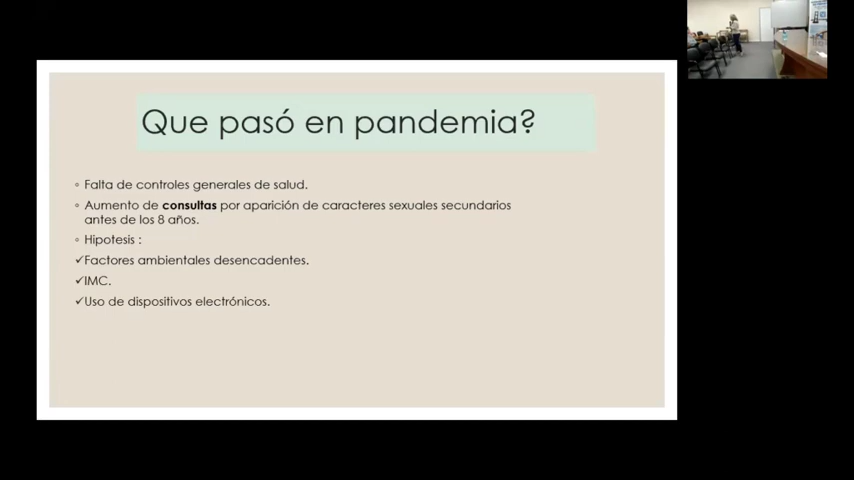 Que pasó en pandemia?
◦ Falta de controles generales de salud.
◦ Aumento de consultas por aparición de caracteres sexuales secundarios
antes de los 8 años.
◦ Hipotesis :
✓Factores ambientales desencadentes.
✓IMC.
✓Uso de dispositivos electrónicos.